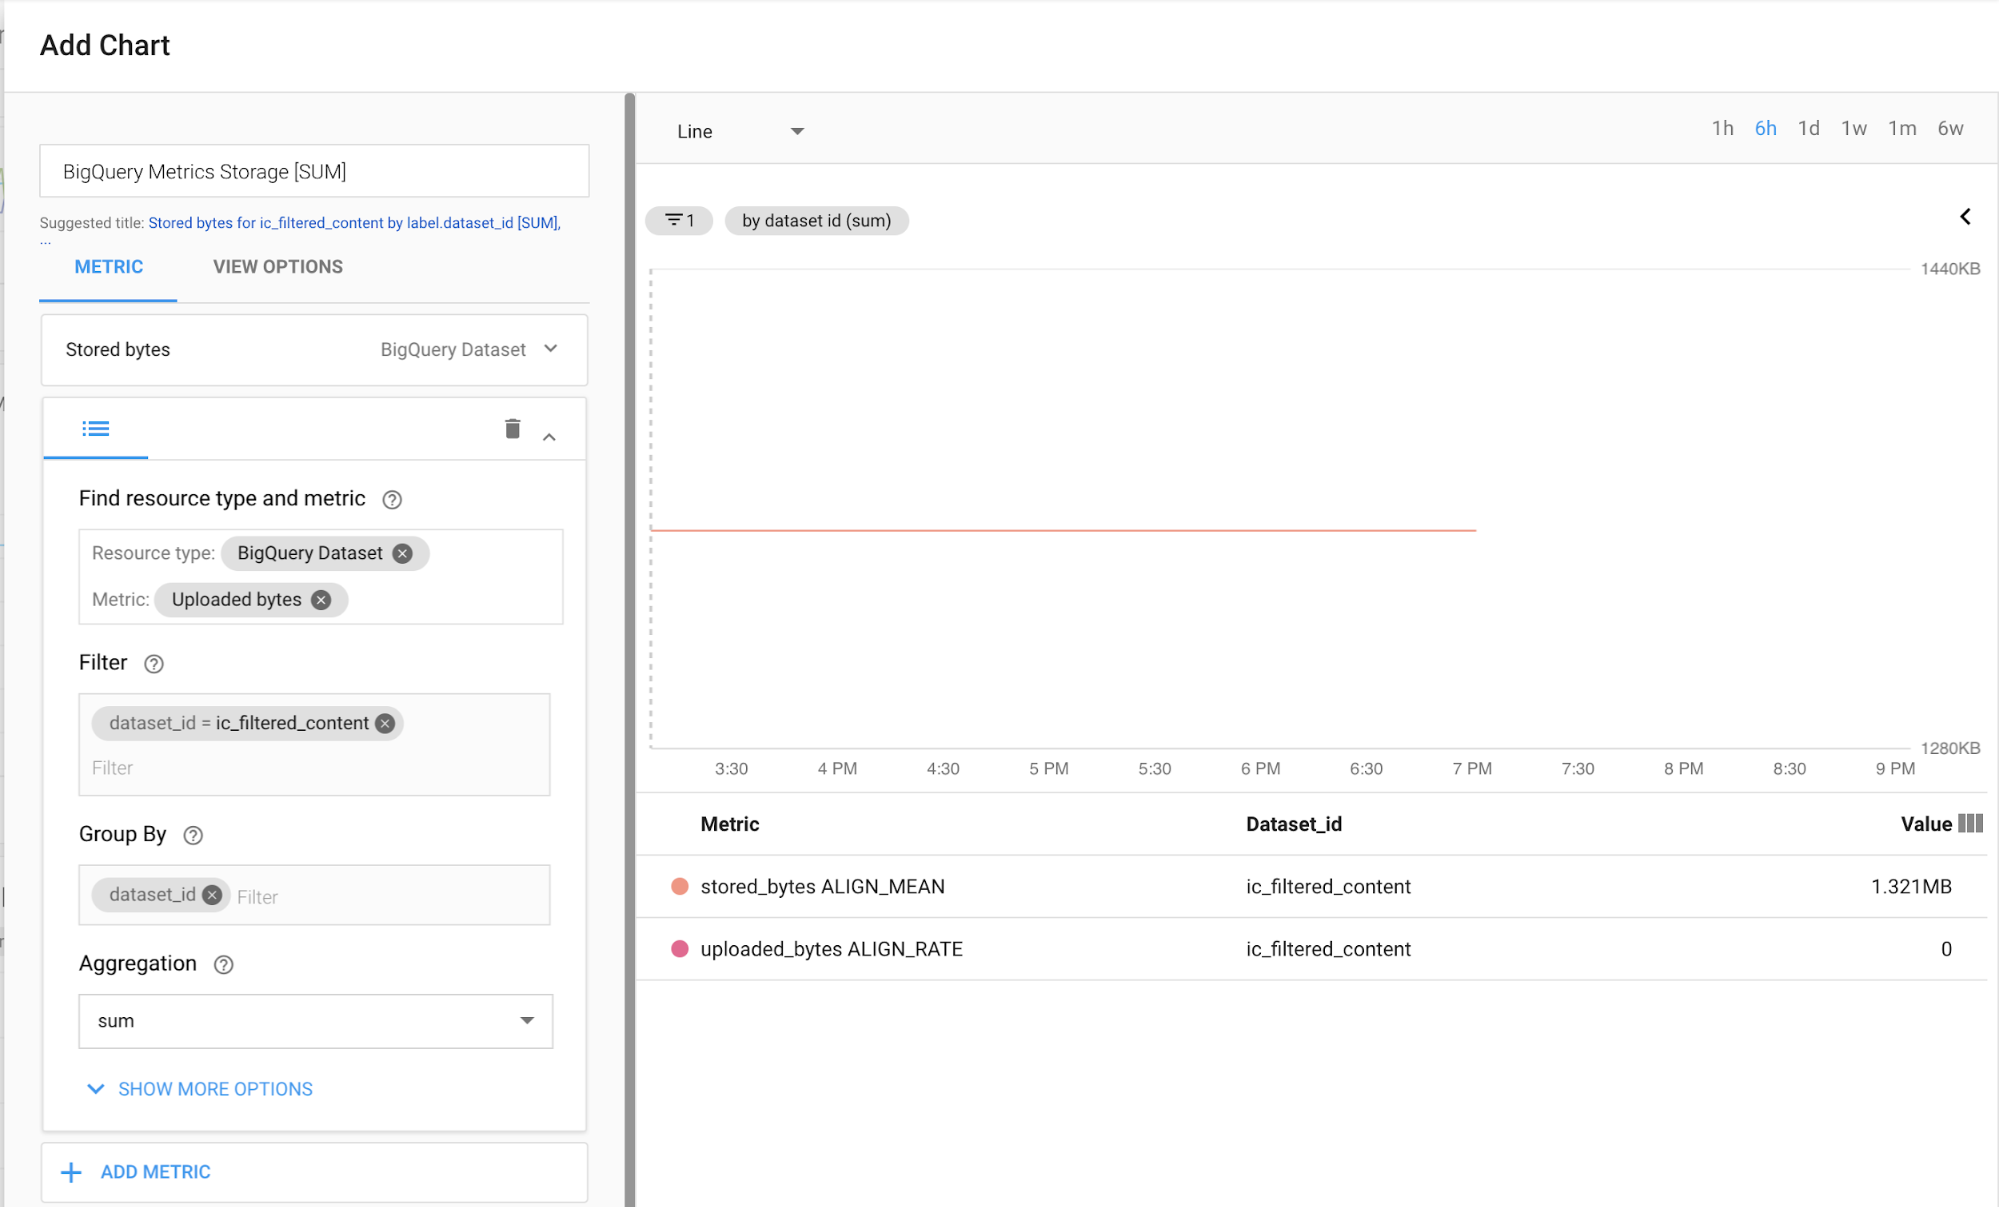 Add Chart
BigQuery Metrics Storage [SUM]
Suggested title: Stored bytes for ic_filtered_content by label.dataset_id [SUM],
...
METRIC VIEW OPTIONS
Stored bytes BigQuery Dataset
Find resource type and metric
Resource type: BigQuery Dataset
Metric: Uploaded bytes
Filter
dataset_id = ic_filtered_content
Filter
Group By
dataset_id Filter
Aggregation
sum
SHOW MORE OPTIONS
ADD METRIC
Line
1h 6h 1d 1w 1m 6w
1 by dataset id (sum)
1440KB
1280KB
3:30 4 PM 4:30 5 PM 5:30 6 PM 6:30 7 PM 7:30 8 PM 8:30 9 PM
Metric Dataset_id Value
stored_bytes ALIGN_MEAN ic_filtered_content 1.321MB
uploaded_bytes ALIGN_RATE ic_filtered_content 0